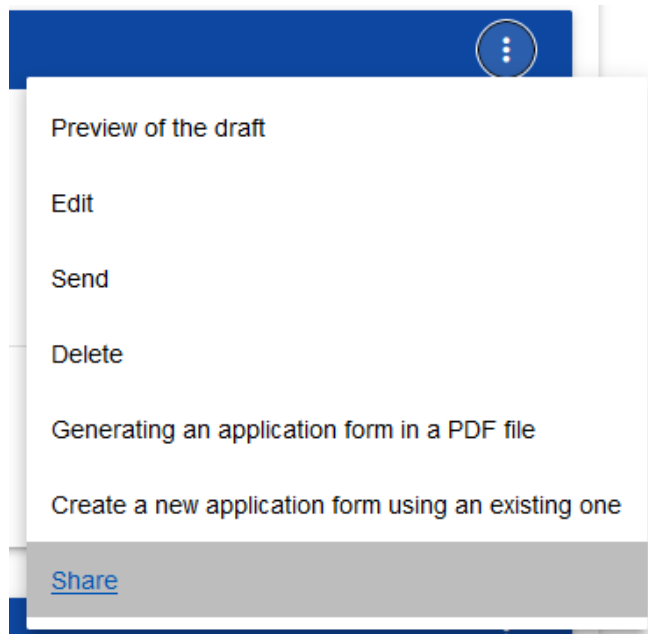 Preview of the draft
Edit
Send
Delete
Generating an application form in a PDF file
Create a new application form using an existing one
Share